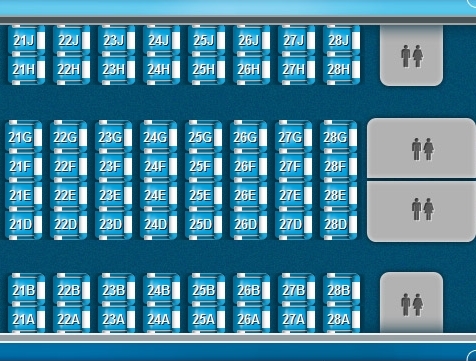 21J 22J 23J 24J 25J 26J 27J 28J
21H 22H 23H 24H 25H 26H 27H 28H
21G 22G 23G 24G 25G 26G 27G 28G
21F 22F 23F 24F 25F 26F 27F 28F
21E 22E 23E 24E 25E 26E 27E 28E
21D 22D 23D 24D 25D 26D 27D 28D
21B 22B 23B 24B 25B 26B 27B 28B
21A 22A 23A 24A 25A 26A 27A 28A